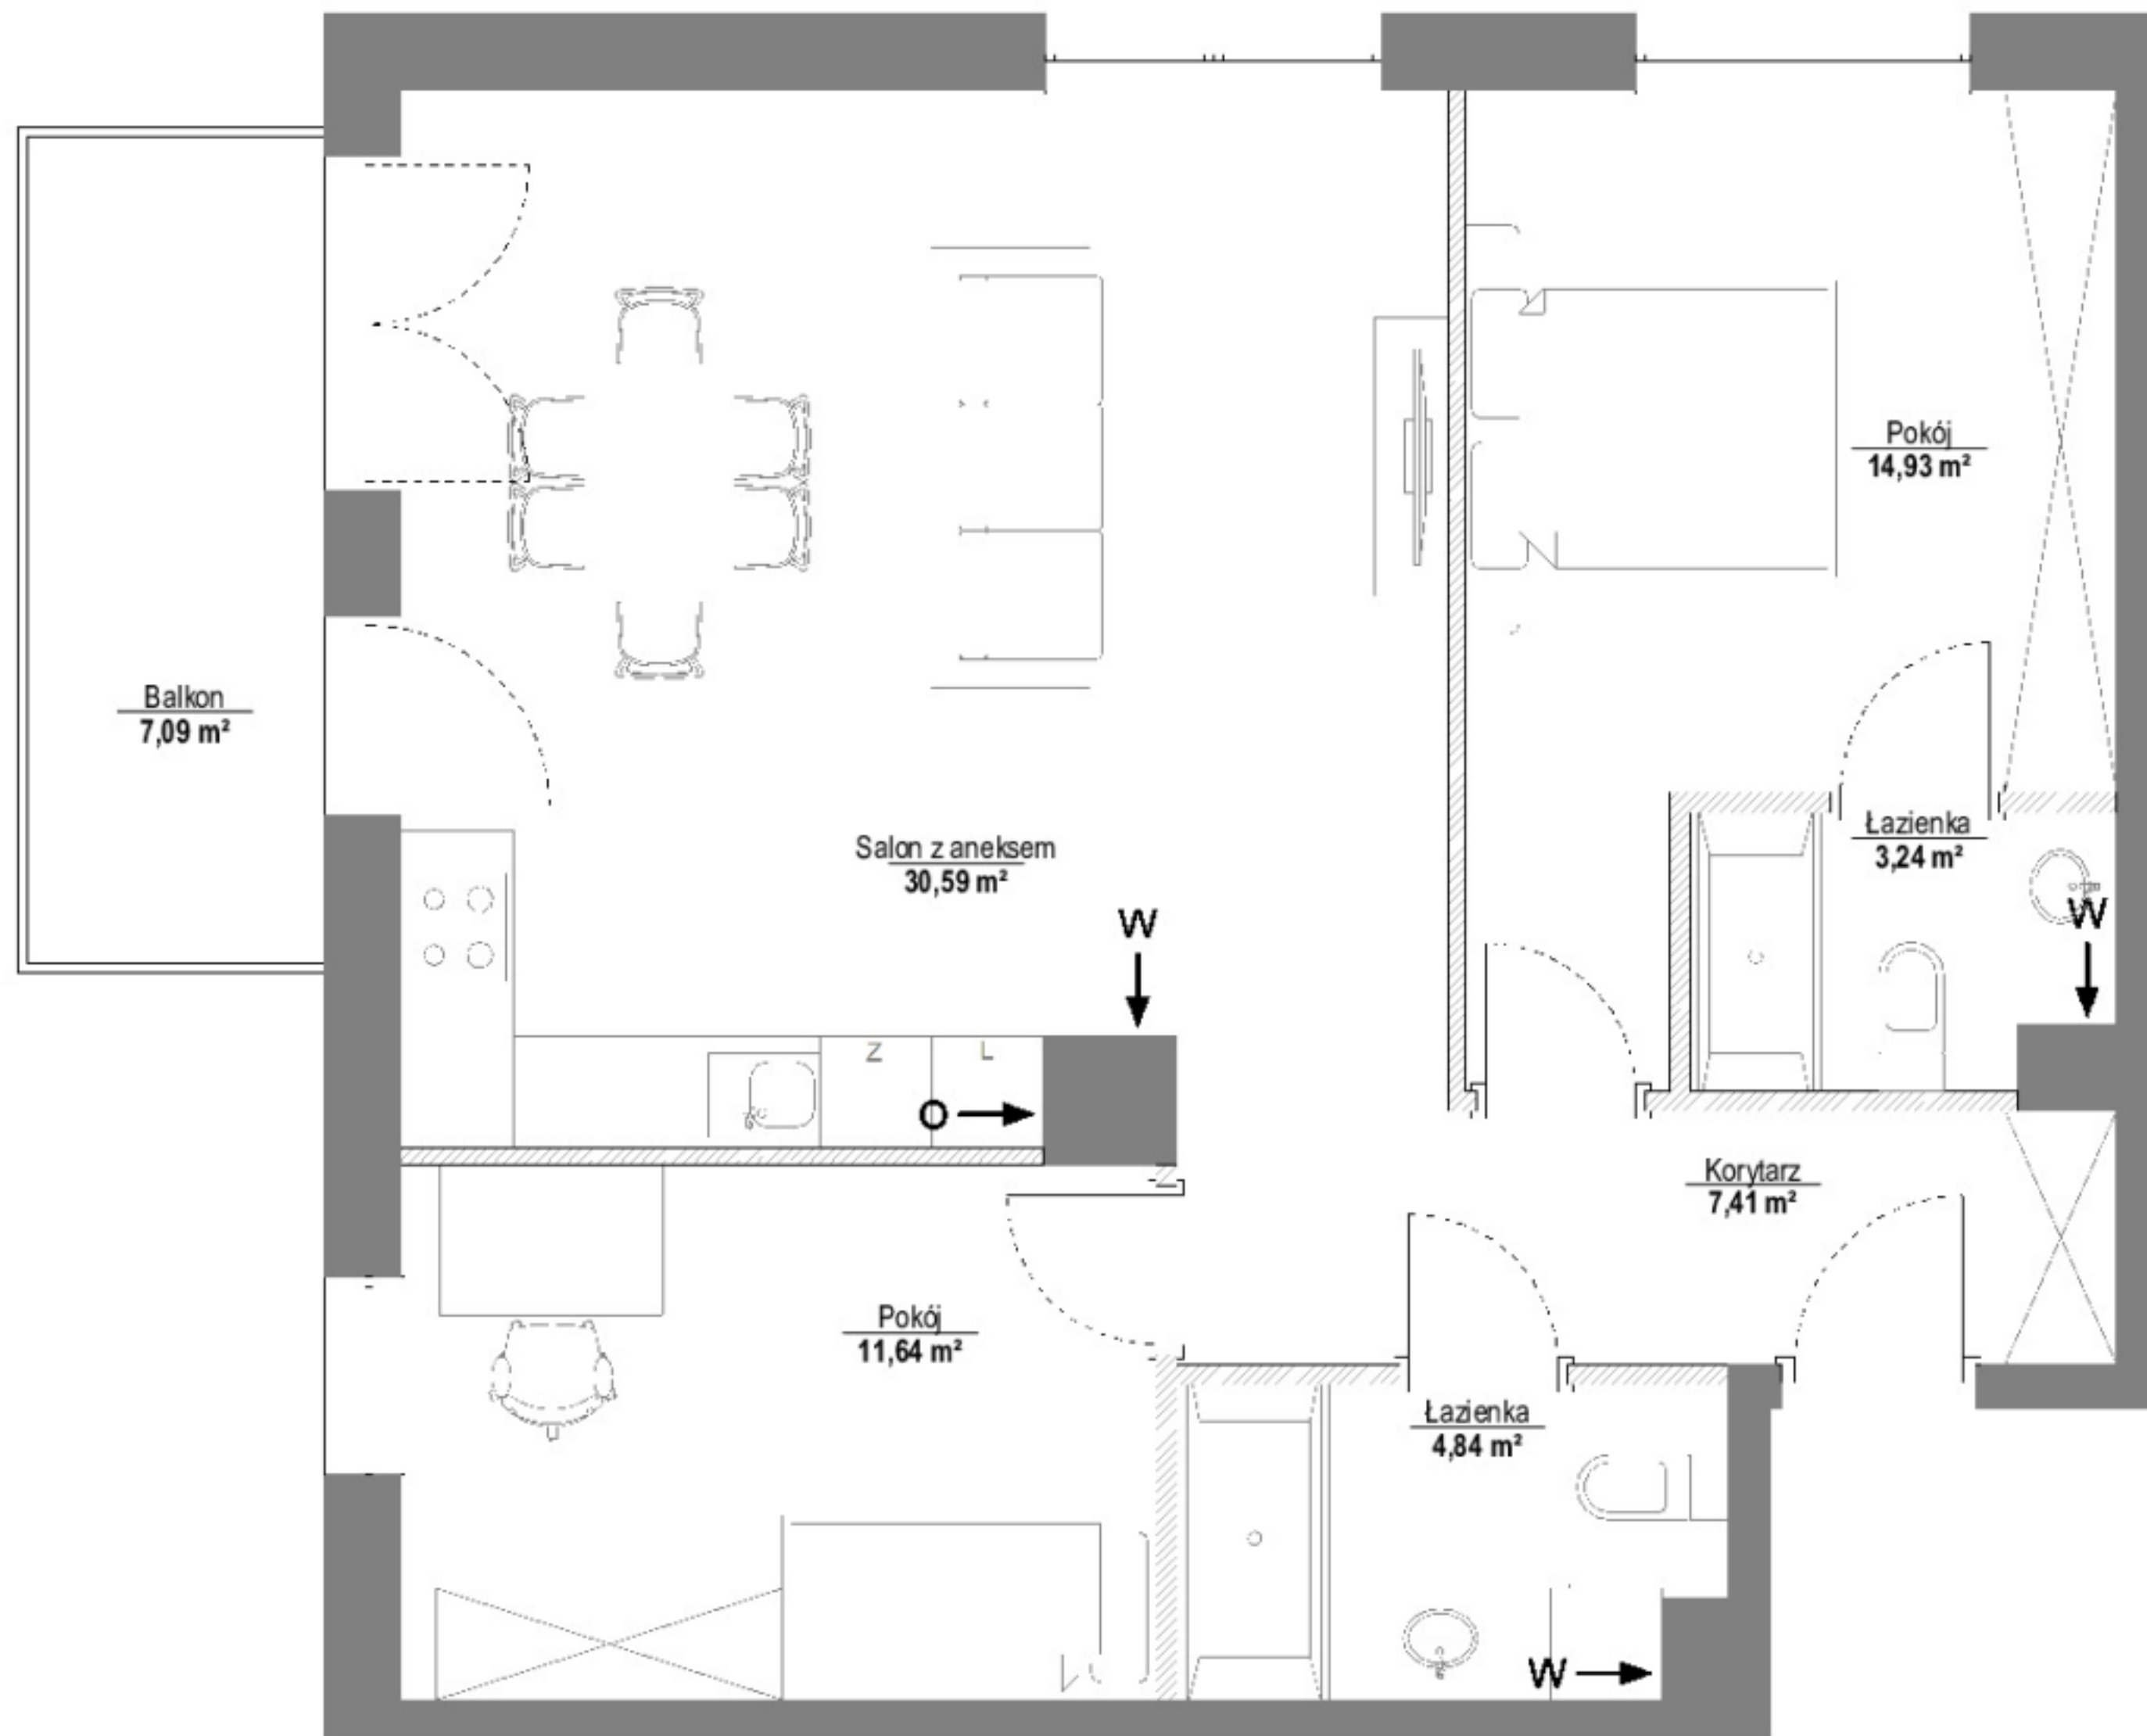 Pokój
14,93 m²
Balkon
7,09 m²
Salon z aneksem
30,59 m²
Łazienka
3,24 m²
W
W
Z
L
O
Korytarz
7,41 m²
Pokój
11,64 m²
Łazienka
4,84 m²
W